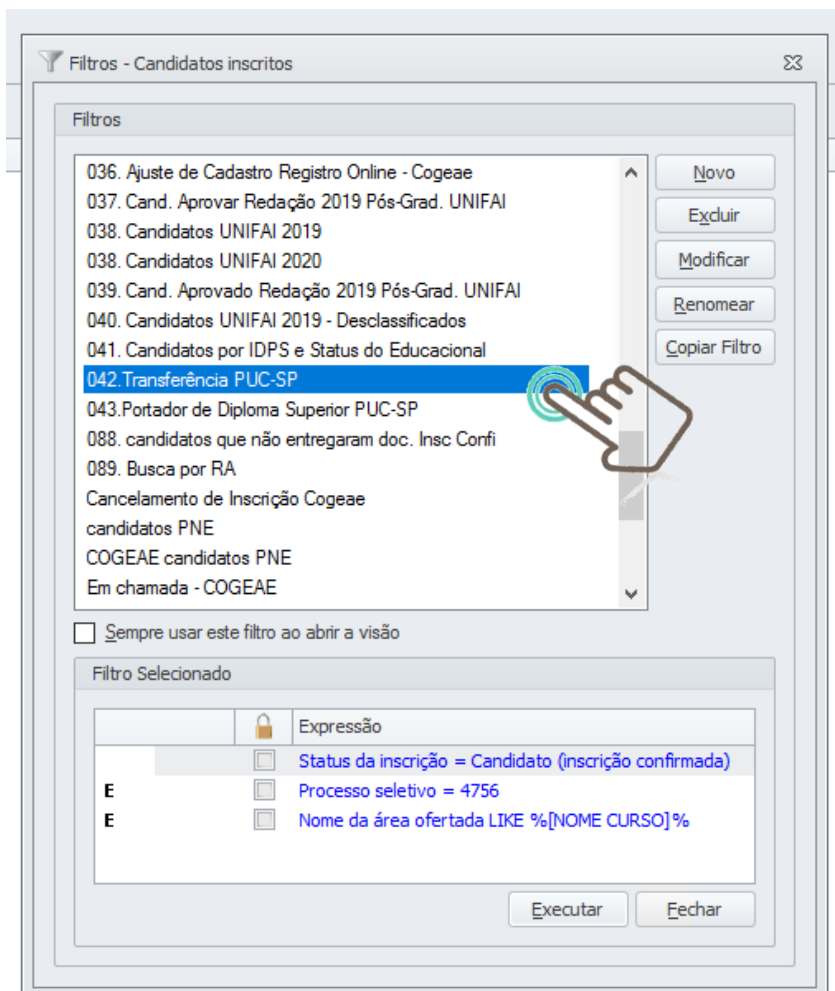 Filtros - Candidatos inscritos
Filtros
036. Ajuste de Cadastro Registro Online - Cogeae
037. Cand. Aprovar Redação 2019 Pós-Grad. UNIFAI
038. Candidatos UNIFAI 2019
038. Candidatos UNIFAI 2020
039. Cand. Aprovado Redação 2019 Pós-Grad. UNIFAI
040. Candidatos UNIFAI 2019 - Desclassificados
041. Candidatos por IDPS e Status do Educacional
042.Transferência PUC-SP
043.Portador de Diploma Superior PUC-SP
088. candidatos que não entregaram doc. Insc Confi
089. Busca por RA
Cancelamento de Inscrição Cogeae
candidatos PNE
COGEAE candidatos PNE
Em chamada - COGEAE
Novo
Excluir
Modificar
Renomear
Copiar Filtro
Sempre usar este filtro ao abrir a visão
Filtro Selecionado
Expressão
Status da inscrição = Candidato (inscrição confirmada)
E Processo seletivo = 4756
E Nome da área ofertada LIKE %[NOME CURSO]%
Executar Fechar